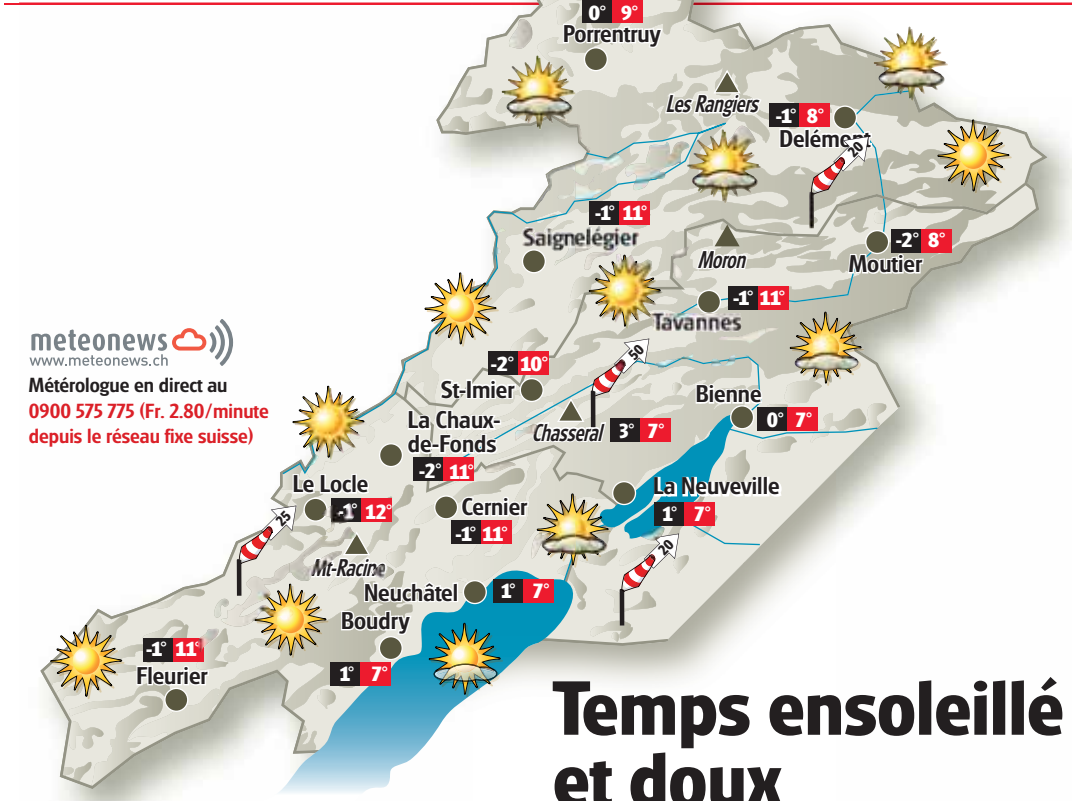 0° 9°
Porrentruy
Les Rangiers
-1° 8°
Delémont
20
-1° 11°
Saignelégier
Moron
-2° 8°
Moutier
-1° 11°
Tavannes
meteonews
www.meteonews.ch
Météorologue en direct au
0900 575 775 (Fr. 2.80/minute
depuis le réseau fixe suisse)
50
-2° 10°
St-Imier
Chasseral 3° 7°
Bienne
0° 7°
La Chaux-
de-Fonds
-2° 11°
Le Locle
-1° 12°
25
Cernier
-1° 11°
La Neuveville
1° 7°
20
Mt-Racine
Neuchâtel 1° 7°
Boudry
1° 7°
-1° 11°
Fleurier
Temps ensoleillé
et doux